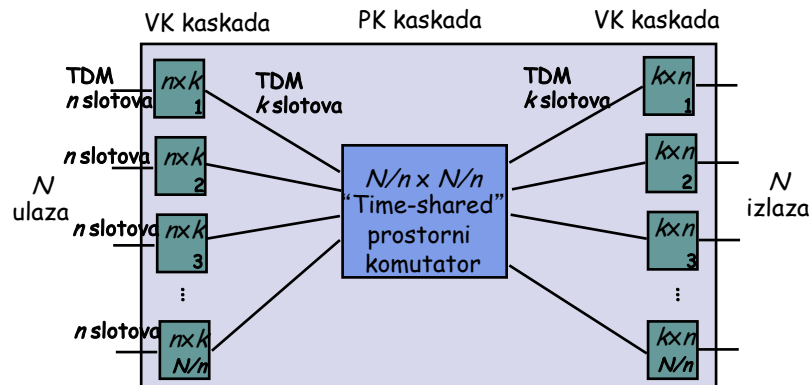 VK kaskada
PK kaskada
VK kaskada
TDM
n slotova
n×k
1
TDM
k slotova
TDM
k slotova
k×n
1
n slotova
n×k
2
N/n x N/n
“Time-shared”
prostorni
komutator
k×n
2
N
ulaza
N
izlaza
n slotova
n×k
3
k×n
3
...
...
n slotova
n×k
N/n
k×n
N/n